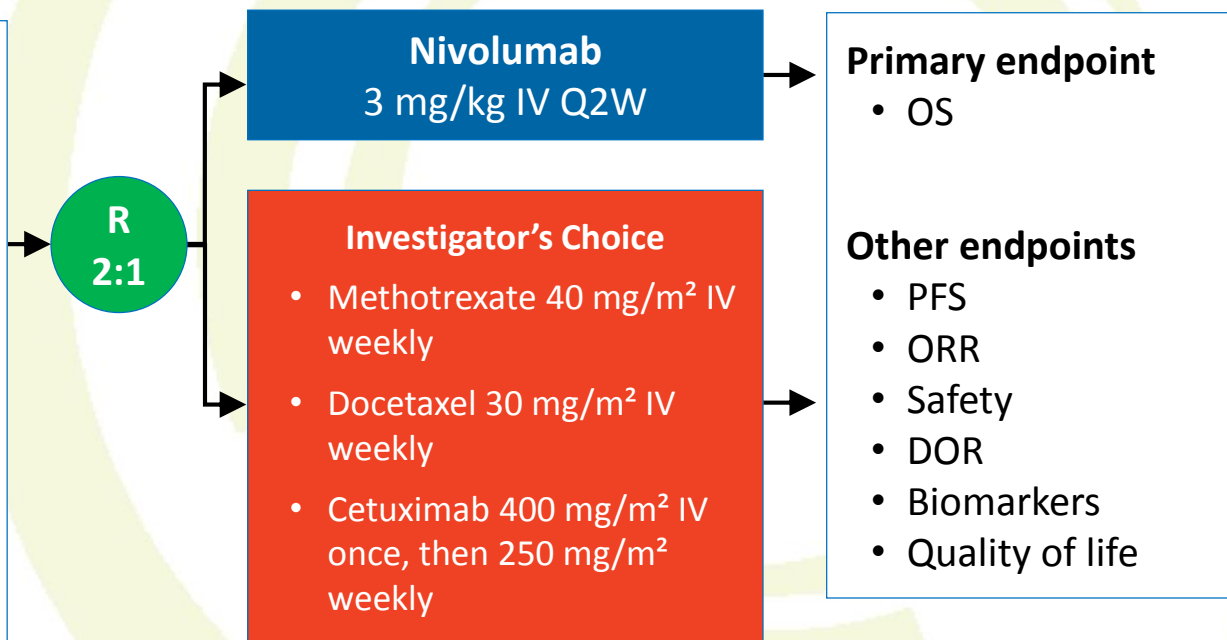 R
2:1
Nivolumab
3 mg/kg IV Q2W
Investigator’s Choice
• Methotrexate 40 mg/m² IV
weekly
• Docetaxel 30 mg/m² IV
weekly
• Cetuximab 400 mg/m² IV
once, then 250 mg/m²
weekly
Primary endpoint
• OS
Other endpoints
• PFS
• ORR
• Safety
• DOR
• Biomarkers
• Quality of life